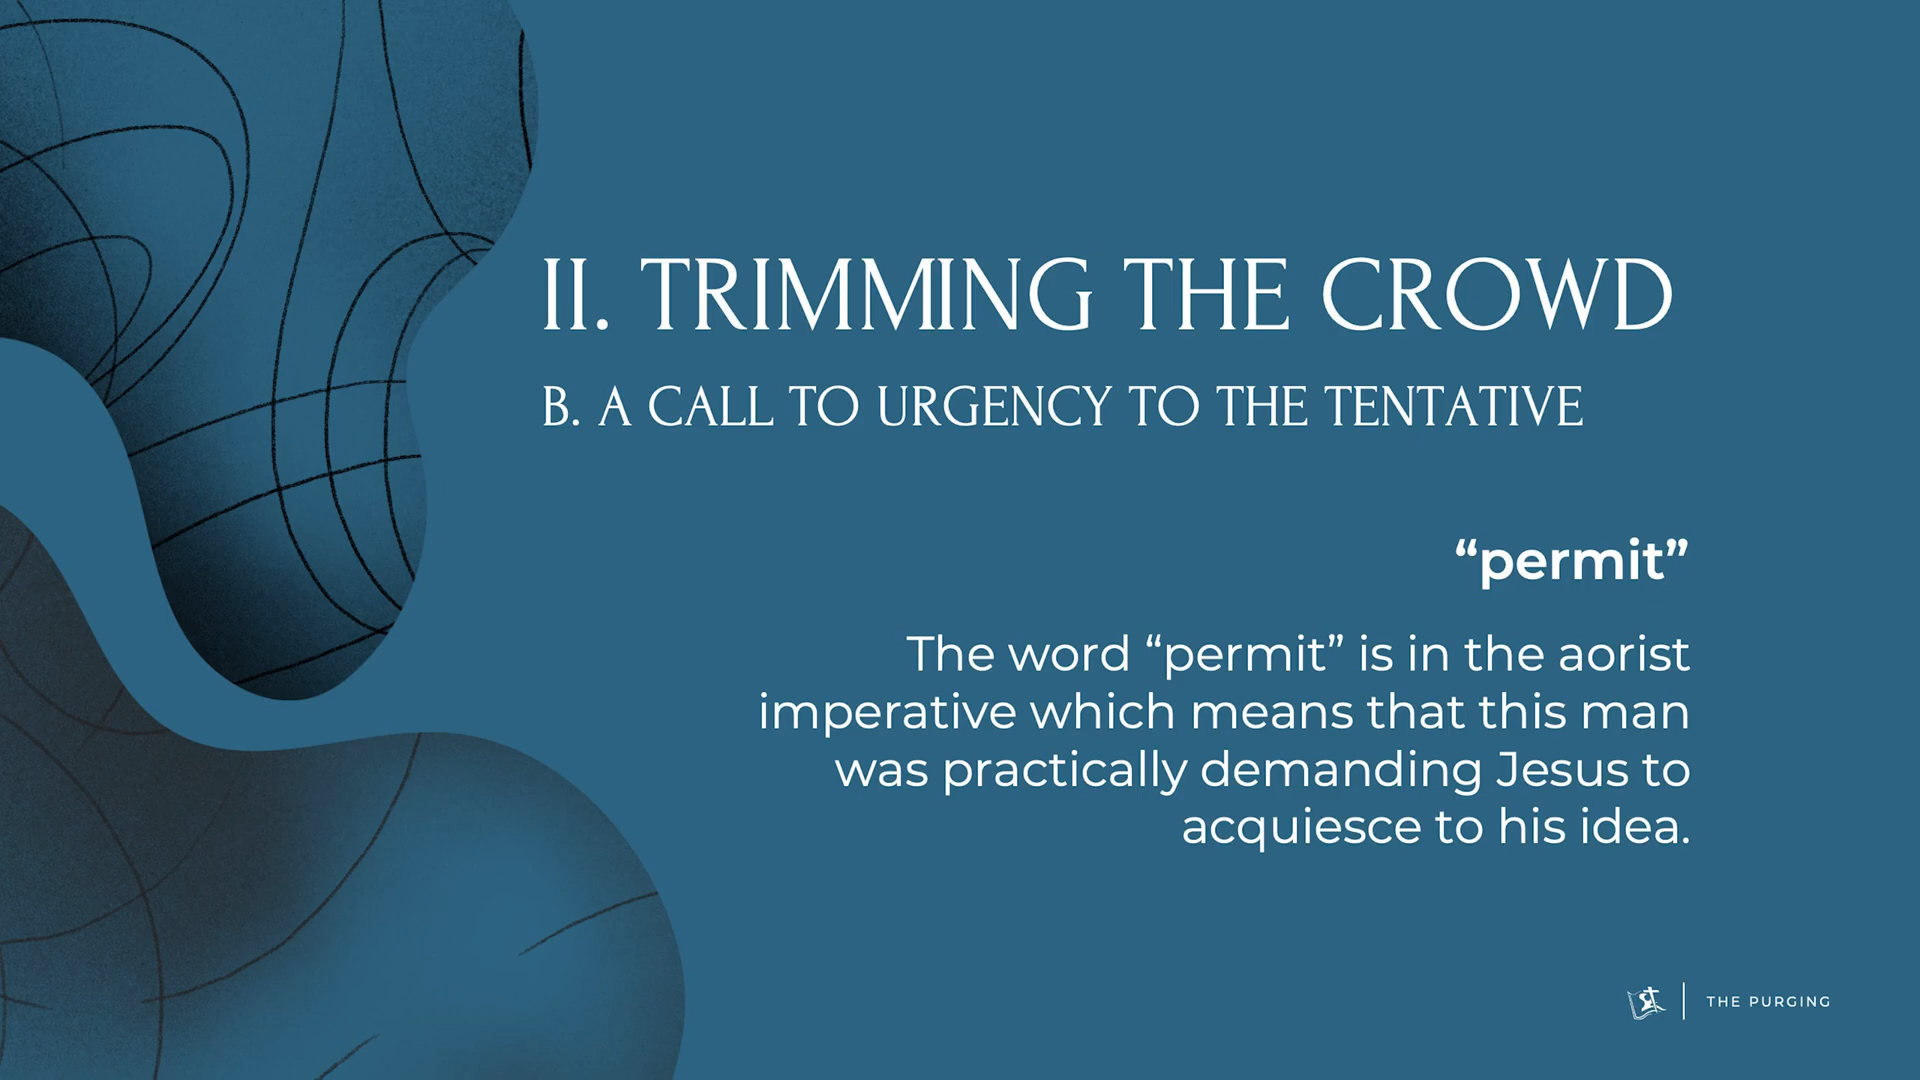 II. TRIMMING THE CROWD
B. A CALL TO URGENCY TO THE TENTATIVE
“permit”
The word “permit” is in the aorist
imperative which means that this man
was practically demanding Jesus to
acquiesce to his idea.
THE PURGING